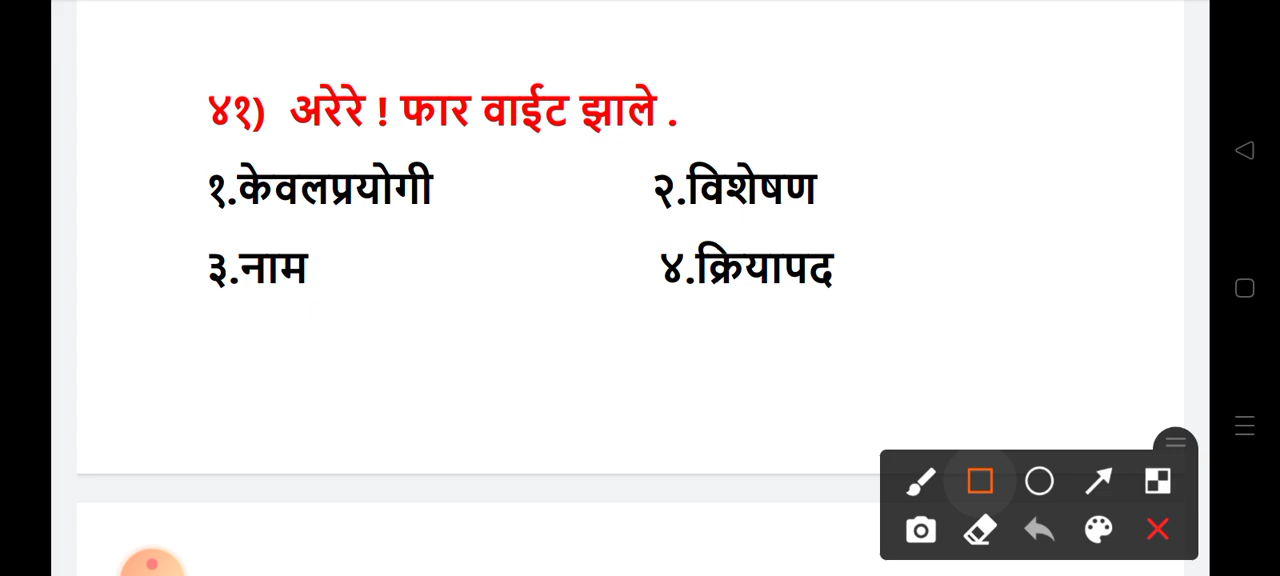 ४१) अरेरे ! फार वाईट झाले .
१.केवलप्रयोगी २.विशेषण
३.नाम ४.क्रियापद